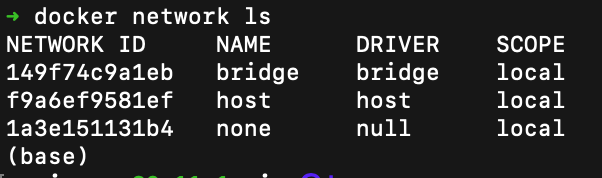 ➜ docker network ls
NETWORK ID NAME DRIVER SCOPE
149f74c9a1eb bridge bridge local
f9a6ef9581ef host host local
1a3e151131b4 none null local
(base)